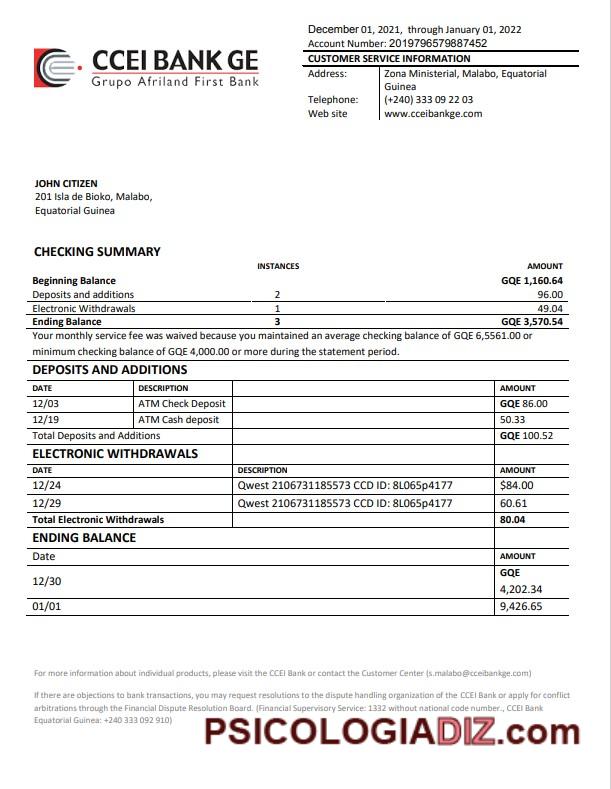 December 01, 2021, through January 01, 2022
Account Number: 2019796579887452
CCEI BANK GE
Grupo Afriland First Bank
CUSTOMER SERVICE INFORMATION
Address: Zona Ministerial, Malabo, Equatorial
Guinea
Telephone: (+240) 333 09 22 03
Web site www.cceibankge.com
JOHN CITIZEN
201 Isla de Bioko, Malabo,
Equatorial Guinea
CHECKING SUMMARY
INSTANCES AMOUNT
Beginning Balance GQE 1,160.64
Deposits and additions 2 96.00
Electronic Withdrawals 1 49.04
Ending Balance 3 GQE 3,570.54
Your monthly service fee was waived because you maintained an average checking balance of GQE 6,5561.00 or
minimum checking balance of GQE 4,000.00 or more during the statement period.
DEPOSITS AND ADDITIONS
DATE DESCRIPTION AMOUNT
12/03 ATM Check Deposit GQE 86.00
12/19 ATM Cash deposit 50.33
Total Deposits and Additions GQE 100.52
ELECTRONIC WITHDRAWALS
DATE DESCRIPTION AMOUNT
12/24 Qwest 2106731185573 CCD ID: 8L065p4177 $84.00
12/29 Qwest 2106731185573 CCD ID: 8L065p4177 60.61
Total Electronic Withdrawals 80.04
ENDING BALANCE
Date AMOUNT
12/30 GQE
4,202.34
01/01 9,426.65
For more information about individual products, please visit the CCEI Bank or contact the Customer Center (s.malabo@cceibankge.com)
If there are objections to bank transactions, you may request resolutions to the dispute handling organization of the CCEI Bank or apply for conflict
arbitrations through the Financial Dispute Resolution Board. (Financial Supervisory Service: 1332 without national code number., CCEI Bank
Equatorial Guinea: +240 333 092 910)
PSICOLOGIADIZ.com